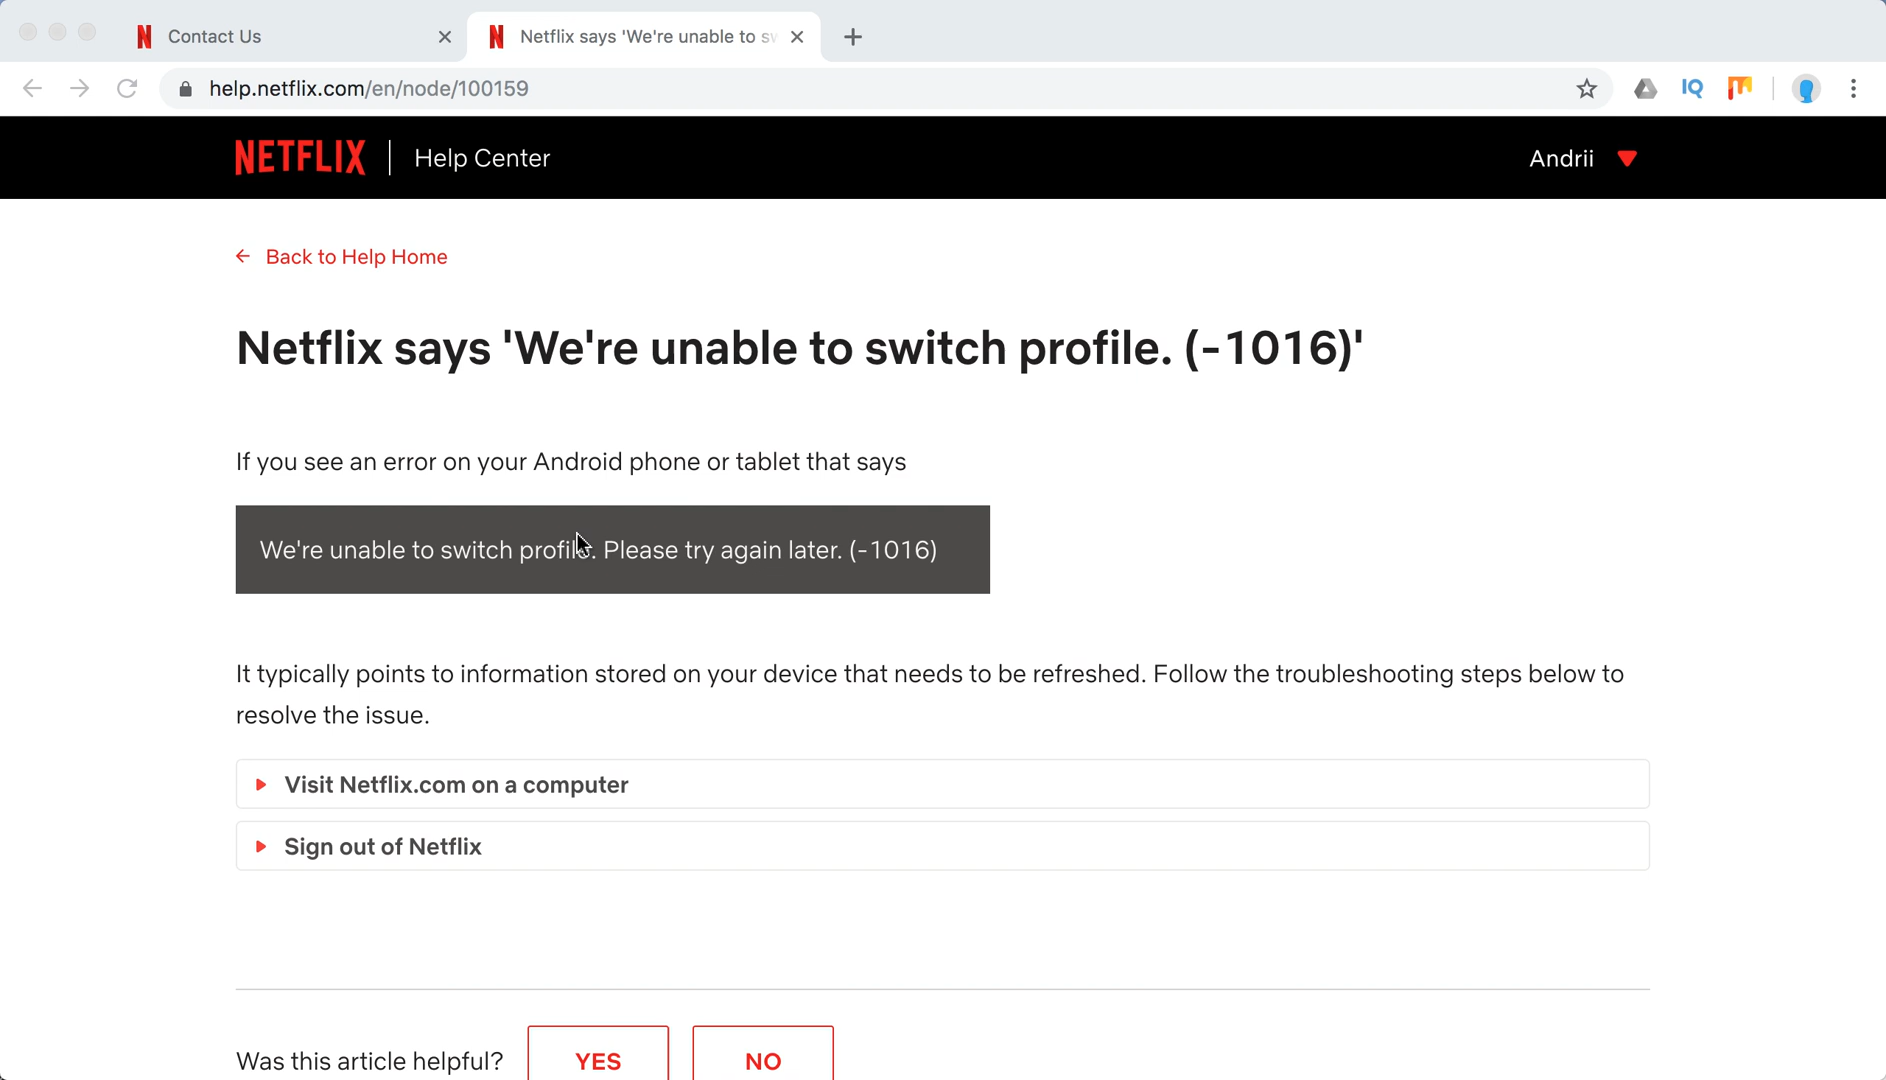 Contact Us
Netflix says 'We're unable to sw
help.netflix.com/en/node/100159
IQ
NETFLIX
Help Center
Andrii
Back to Help Home
Netflix says 'We're unable to switch profile. (-1016)'
If you see an error on your Android phone or tablet that says
We're unable to switch profile. Please try again later. (-1016)
It typically points to information stored on your device that needs to be refreshed. Follow the troubleshooting steps below to
resolve the issue.
Visit Netflix.com on a computer
Sign out of Netflix
Was this article helpful?
YES
NO